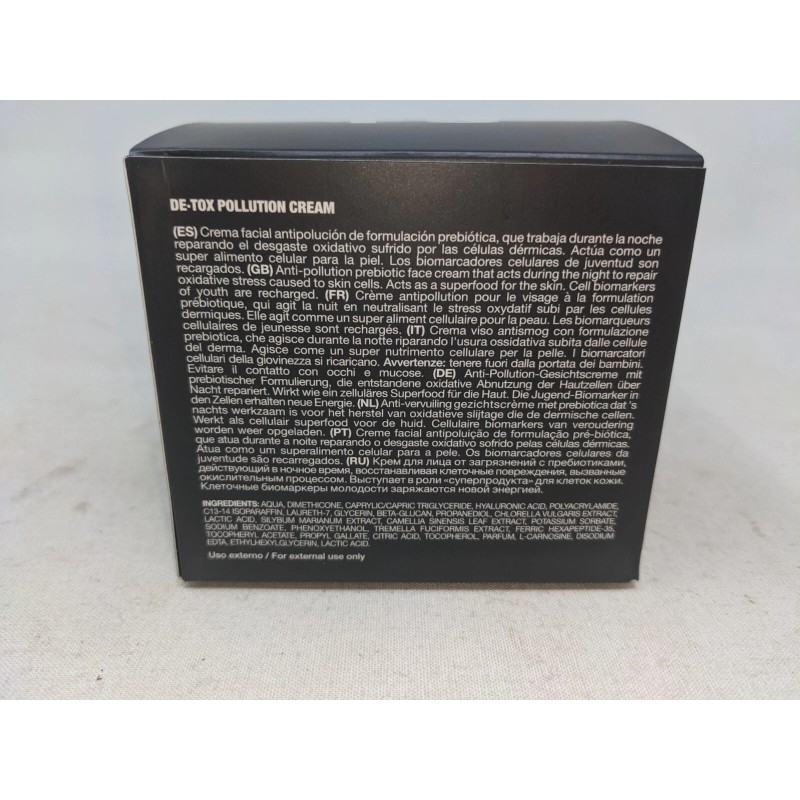 DE-TOX POLLUTION CREAM
(ES) Crema facial antipolución de formulación prebiótica, que trabaja durante la noche
reparando el desgaste oxidativo sufrido por las células dérmicas. Actúa como un
super alimento celular para la piel. Los biomarcadores celulares de juventud son
recargados. (GB) Anti-pollution prebiotic face cream that acts during the night to repair
oxidative stress caused to skin cells. Acts as a superfood for the skin. Cell biomarkers
of youth are recharged. (FR) Crème antipollution pour le visage à la formulation
prébiotique, qui agit la nuit en neutralisant le stress oxydatif subi par les cellules
dermiques. Elle agit comme un super aliment cellulaire pour la peau. Les biomarqueurs
cellulaires de jeunesse sont rechargés. (IT) Crema viso antismog con formulazione
prebiotica, che agisce durante la notte riparando l'usura ossidativa subita dalle cellule
del derma. Agisce come un super nutrimento cellulare per la pelle. I biomarcatori
cellulari della giovinezza si ricaricano. Avvertenze: tenere fuori dalla portata dei bambini.
Evitare il contatto con occhi e mucose. (DE) Anti-Pollution-Gesichtscreme mit
prebiotischer Formulierung, die entstandene oxidative Abnutzung der Hautzellen über
Nacht repariert. Wirkt wie ein zelluläres Superfood für die Haut. Die Jugend-Biomarker in
den Zellen erhalten neue Energie. (NL) Anti-vervuiling gezichtscrème met prebiotica dat 's
nachts werkzaam is voor het herstel van oxidatieve slijtage die de dermische cellen.
Werkt als cellulair superfood voor de huid. Cellulaire biomarkers van veroudering
worden weer opgeladen. (PT) Creme facial antipoluição de formulação pré-biótica,
que atua durante a noite reparando o desgaste oxidativo sofrido pelas células dérmicas.
Atua como um superalimento celular para a pele. Os biomarcadores celulares da
juventude são recarregados. (RU) Крем для лица от загрязнений с пребиотиками,
действующий в ночное время, восстанавливая клеточные повреждения, вызванные
окислительным процессом. Выступает в роли «суперпродукта» для клеток кожи.
Клеточные биомаркеры молодости заряжаются новой энергией.
INGREDIENTS: AQUA, DIMETHICONE, CAPRYLIC/CAPRIC TRIGLYCERIDE, HYALURONIC ACID, POLYACRYLAMIDE,
C13-14 ISOPARAFFIN, LAURETH-7, GLYCERIN, BETA-GLUCAN, PROPANEDIOL, CHLORELLA VULGARIS EXTRACT,
LACTIC ACID, SILYBUM MARIANUM EXTRACT, CAMELLIA SINENSIS LEAF EXTRACT, POTASSIUM SORBATE,
SODIUM BENZOATE, PHENOXYETHANOL, TREMELLA FUCIFORMIS EXTRACT, FERRIC HEXAPEPTIDE-35,
TOCOPHERYL ACETATE, PROPYL GALLATE, CITRIC ACID, TOCOPHEROL, PARFUM, L-CARNOSINE, DISODIUM
EDTA, ETHYLHEXYLGLYCERIN, LACTIC ACID.
Uso externo / For external use only